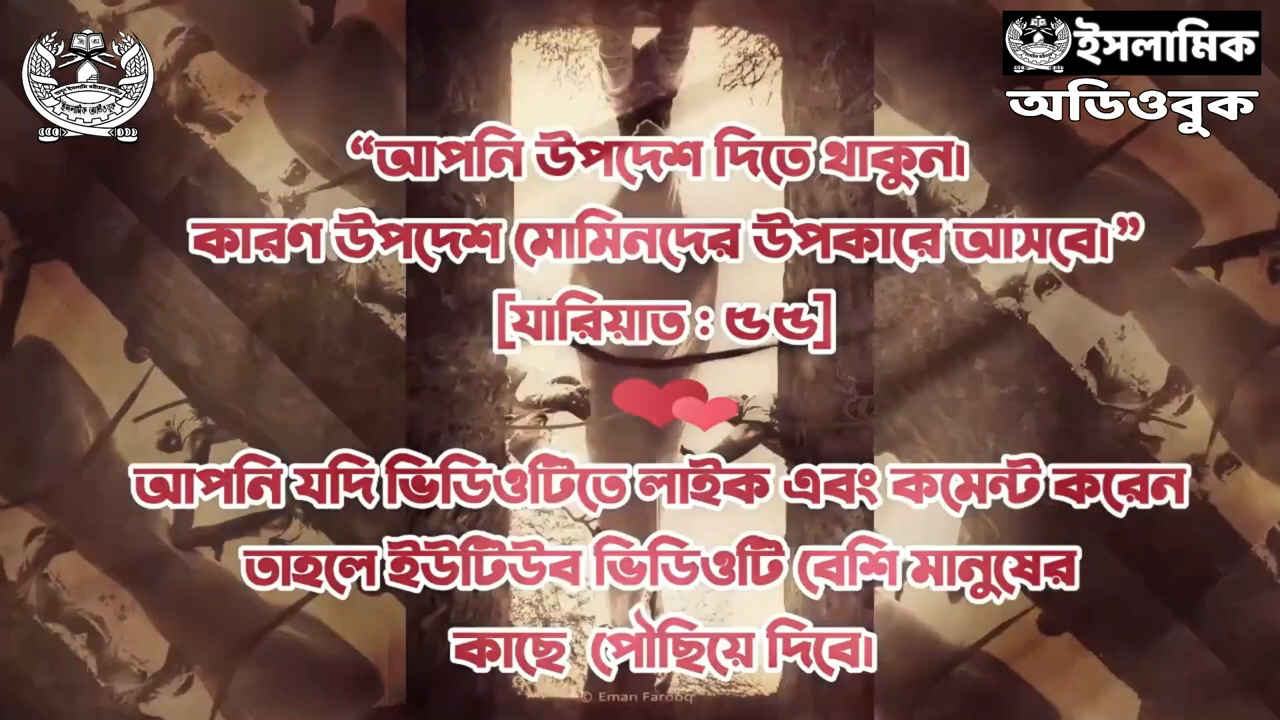 ইসলামিক
অডিওবুক
“আপনি উপদেশ দিতে থাকুন।
কারণ উপদেশ মোমিনদের উপকারে আসবে।”
[যারিয়াত : ৫৫]
আপনি যদি ভিডিওটিতে লাইক এবং কমেন্ট করেন
তাহলে ইউটিউব ভিডিওটি বেশি মানুষের
কাছে পৌছিয়ে দিবে।
© Eman Farooq